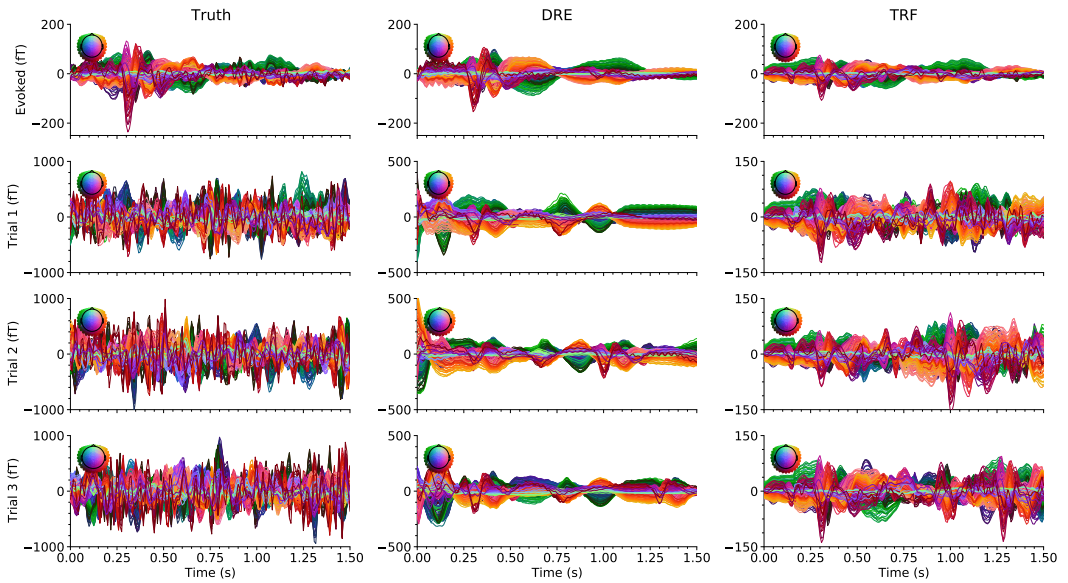 Truth DRE TRF
Evoked (fT) 200 0 −200 200 0 −200 200 0 −200
Trial 1 (fT) 1000 0 −1000 500 0 −500 150 0 −150
Trial 2 (fT) 1000 0 −1000 500 0 −500 150 0 −150
Trial 3 (fT) 1000 0 −1000 500 0 −500 150 0 −150
0.00 0.25 0.50 0.75 1.00 1.25 1.50 0.00 0.25 0.50 0.75 1.00 1.25 1.50 0.00 0.25 0.50 0.75 1.00 1.25 1.50
Time (s) Time (s) Time (s)